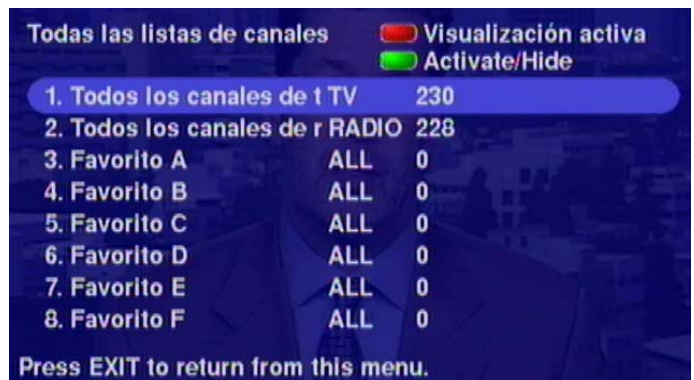 Todas las listas de canales Visualización activa
Activate/Hide
1. Todos los canales de t TV 230
2. Todos los canales de r RADIO 228
3. Favorito A ALL 0
4. Favorito B ALL 0
5. Favorito C ALL 0
6. Favorito D ALL 0
7. Favorito E ALL 0
8. Favorito F ALL 0
Press EXIT to return from this menu.